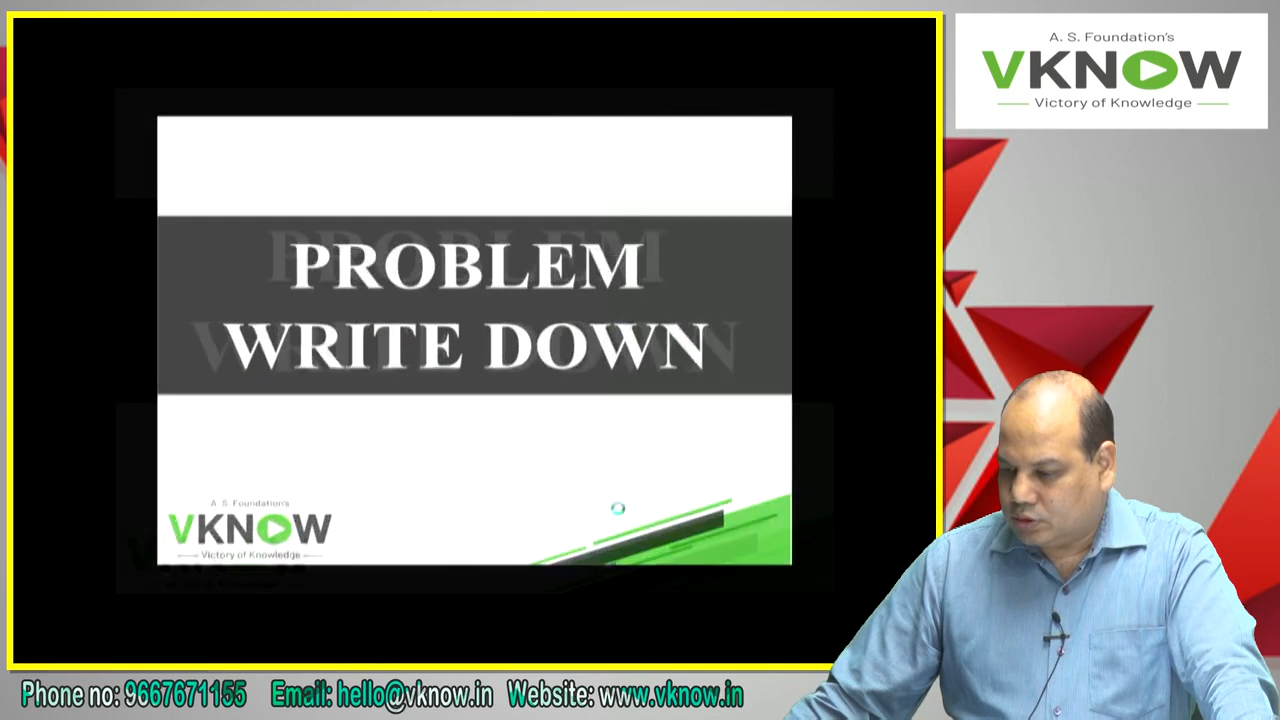 A. S. Foundation's
VKNOW
Victory of Knowledge
PROBLEM
WRITE DOWN
A. S. Foundation's
VKNOW
Victory of Knowledge
Phone no: 9667671155 Email: hello@vknow.in Website: www.vknow.in